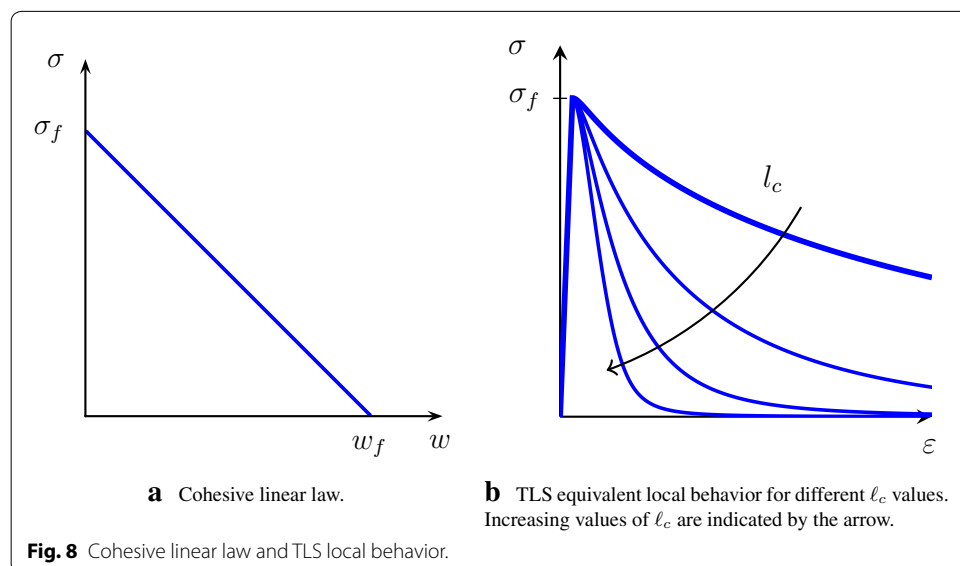 σ
σ_f
w_f
w
a Cohesive linear law.
σ
σ_f
l_c
ε
b TLS equivalent local behavior for different ℓ_c values.
Increasing values of ℓ_c are indicated by the arrow.
Fig. 8 Cohesive linear law and TLS local behavior.